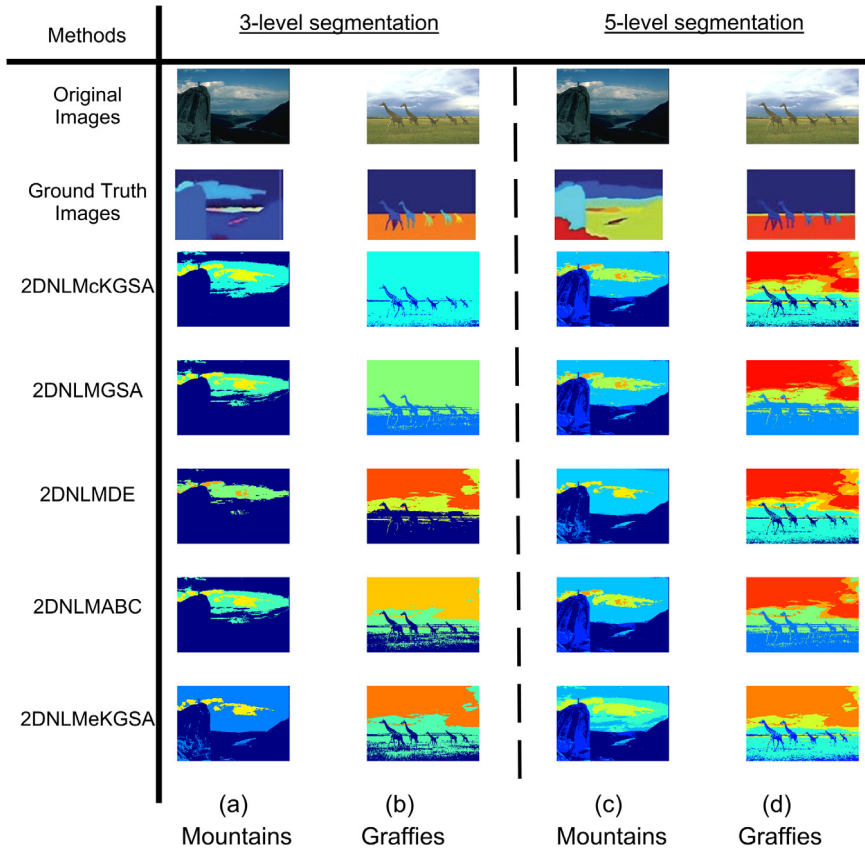 Methods
3-level segmentation
5-level segmentation
Original
Images
Ground Truth
Images
2DNLMcKGSA
2DNLMGSA
2DNLMDE
2DNLMABC
2DNLMeKGSA
(a)
(b)
(c)
(d)
Mountains
Graffies
Mountains
Graffies